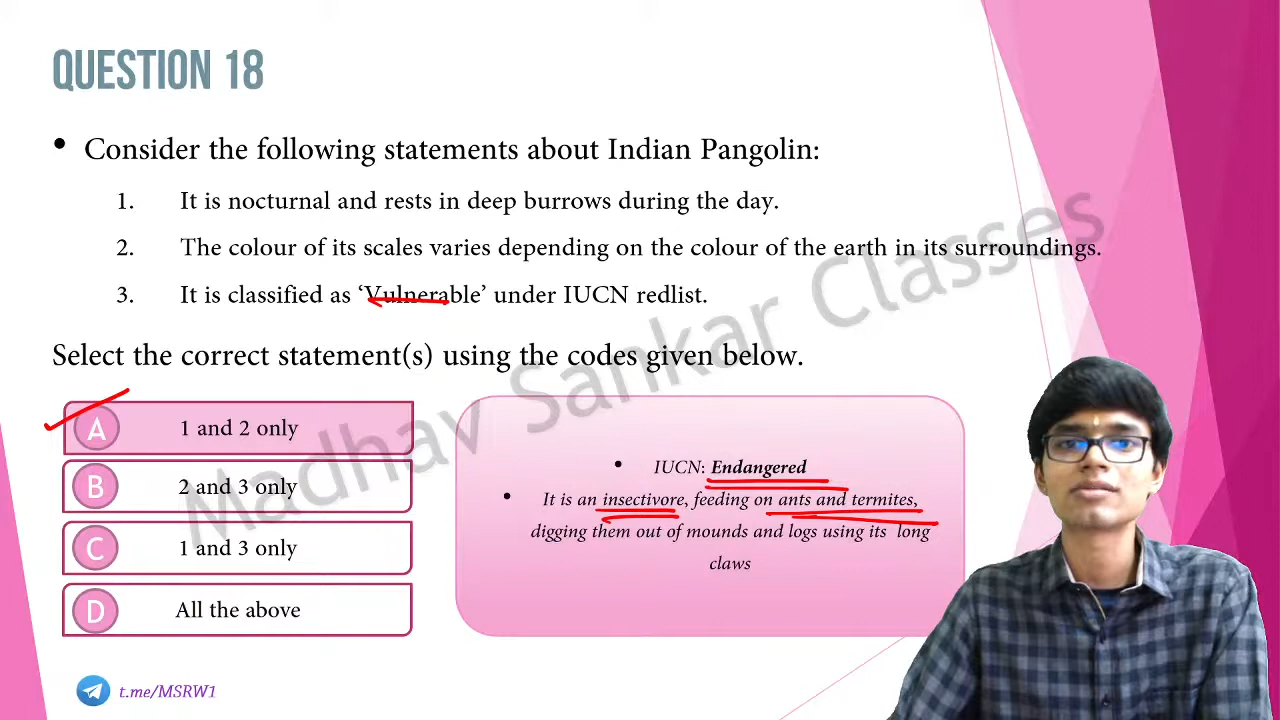 QUESTION 18
• Consider the following statements about Indian Pangolin:
1. It is nocturnal and rests in deep burrows during the day.
2. The colour of its scales varies depending on the colour of the earth in its surroundings.
3. It is classified as ‘Vulnerable’ under IUCN redlist.
Select the correct statement(s) using the codes given below.
A 1 and 2 only
B 2 and 3 only
C 1 and 3 only
D All the above
• IUCN: Endangered
• It is an insectivore, feeding on ants and termites,
digging them out of mounds and logs using its long
claws
Madhav Sankar Classes
t.me/MSRW1